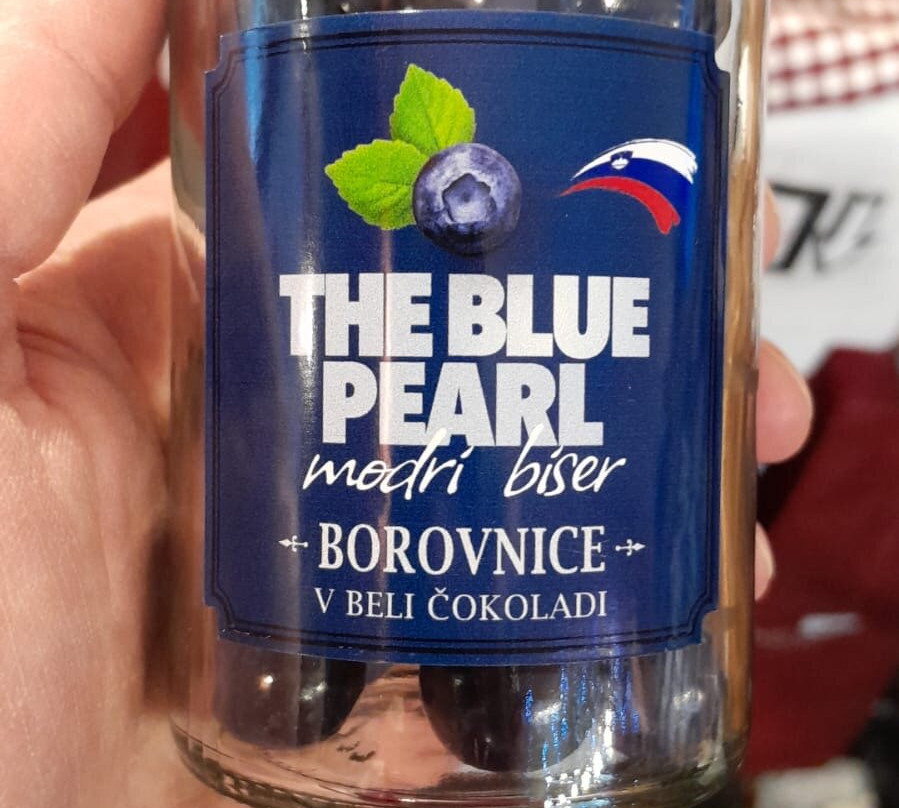 THE BLUE
PEARL
modri biser
BOROVNICE
V BELI ČOKOLADI